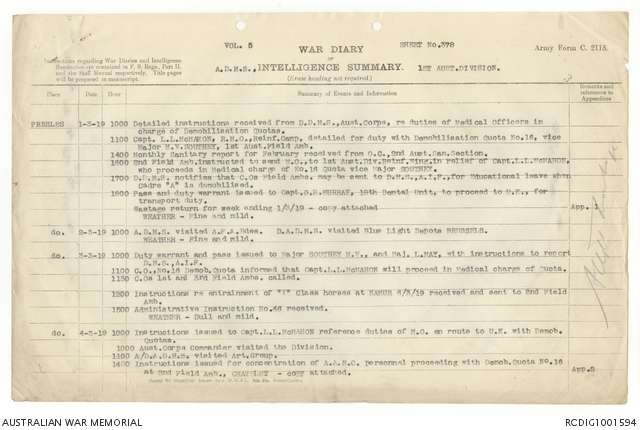 VOL. 5 WAR DIARY SHEET No.378
or
Army Form C. 2118.
Instructions regarding War Diaries and Intelligence
Summaries are contained in F. S. Regs., Part II.
and the Staff Manual respectively. Title pages
will be prepared in manuscript.
A.D.M.S., INTELLIGENCE SUMMARY. 1ST AUST.DIVISION.
(Erase heading not required.)
Place Date Hour Summary of Events and Information Remarks and reference to Appendices
PRESLES 1-3-19 1000 Detailed instructions received from D.D.M.S., Aust.Corps, re duties of Medical Officers in
charge of Demobilisation Quotas.
1100 Capt. L.L.McMAHON, R.M.O., Reinf.Camp, detailed for duty with Demobilisation Quota No.16, vice
Major M.V.SOUTHEY, 1st Aust.Field Amb.
1400 Monthly Sanitary report for February received from O.C., 2nd Aust.San.Section.
1500 2nd Field Amb.instructed to send M.O., to 1st Aust.Div.Reinf.Wing.in relief of Capt.L.L.McMAHON,
who proceeds in Medical charge of No.16 Quota vice Major SOUTHEY.
1700 D.D.M.S. notifies that C.Os Field Ambs. may be sent to D.M.S., A.I.F., for Educational leave when
Cadre "A" is demobilised.
1800 Pass and duty warrant issued to Capt. 19th Dental Unit, to proceed to U.K., for
transport duty.
Wastage return for week ending 1/3/19 - copy attached App. 1
WEATHER - Fine and mild.
do. 2-3-19 1000 A.D.M.S. visited A.F.A.Bdes. D.A.D.M.S. visited Blue Light Depots BRUSSELS.
WEATHER - Fine and mild.
do. 3-3-19 1000 Duty warrant and pass issued to Major SOUTHEY M.V., and Maj.L.MAY, with instructions to report
D.M.S., A.I.F.
1100 C.O., No.16 Demob.Quota informed that Capt.L.L.McMAHON will proceed in Medical charge of Quota.
1130 C.Os 1st and 3rd Field Ambs. called.
1200 Instructions re entrainment of "Y" Class horses at NAMUR 6/3/19 received and sent to 2nd Field
Amb.
1500 Administrative Instruction No.46 received.
WEATHER - Dull and mild.
do. 4-3-19 1000 Instructions issued to Capt.L.L.McMAHON reference duties of M.O. en route to U.K. with Demob.
Quotas.
1000 Aust.Corps Commander visited the Division.
1100 A/D.A.D.M.S. visited Art.Group.
1400 Instructions issued for concentration of A.A.M.C. personnel proceeding with Demob.Quota No.16
at 2nd Field Amb., CHATELET - copy attached. App.2
AUSTRALIAN WAR MEMORIAL
RCDIG1001594